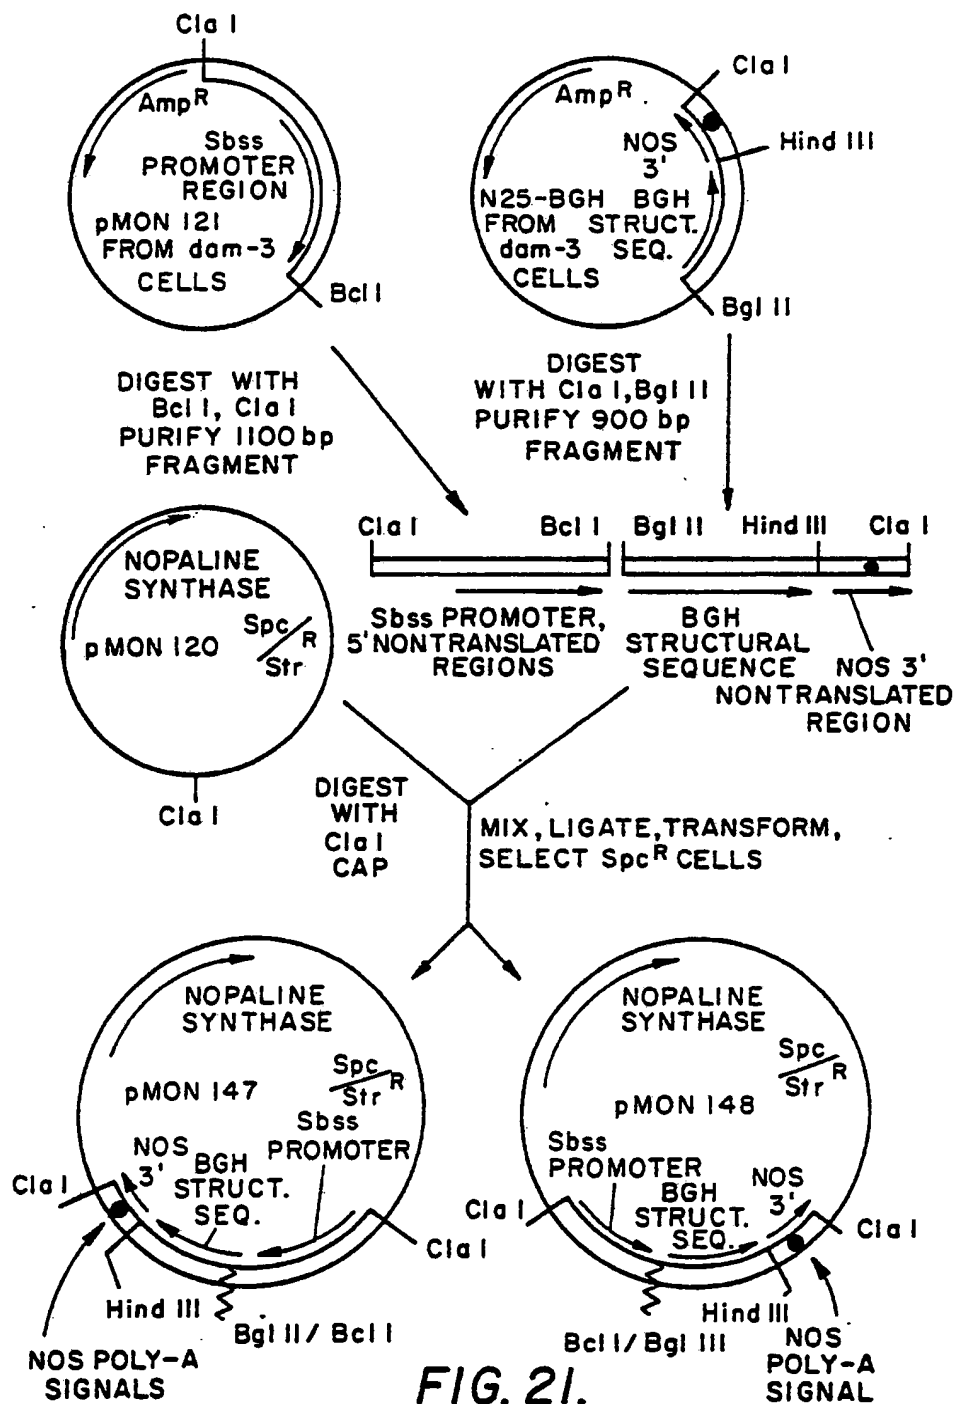 Cla I
Amp R
Sbss
PROMOTER
REGION
pMON 121
FROM dam-3
CELLS
Bcl I
Cla I
Amp R
NOS
3'
Hind III
N25-BGH
FROM
dam-3
CELLS
BGH
STRUCT.
SEQ.
Bgl II
DIGEST WITH
Bcl I, Cla I
PURIFY 1100 bp
FRAGMENT
DIGEST
WITH Cla I, Bgl II
PURIFY 900 bp
FRAGMENT
Cla I
Bcl I
Bgl II
Hind III
Cla I
Sbss PROMOTER,
5' NONTRANSLATED
REGIONS
BGH
STRUCTURAL
SEQUENCE
NOS 3'
NONTRANSLATED
REGION
NOPALINE
SYNTHASE
pMON 120
Spc/Str R
Cla I
DIGEST
WITH
Cla I
CAP
MIX, LIGATE, TRANSFORM,
SELECT Spc R CELLS
NOPALINE
SYNTHASE
pMON 147
Spc/Str R
Sbss
PROMOTER
NOS
3'
BGH
STRUCT.
SEQ.
Cla I
Cla I
Hind III
Bgl II / Bcl I
NOS POLY-A
SIGNALS
NOPALINE
SYNTHASE
Spc/Str R
pMON 148
Sbss
PROMOTER
BGH
STRUCT.
SEQ.
NOS
3'
Cla I
Cla I
Hind III
Bcl I / Bgl III
NOS
POLY-A
SIGNAL
FIG. 21.